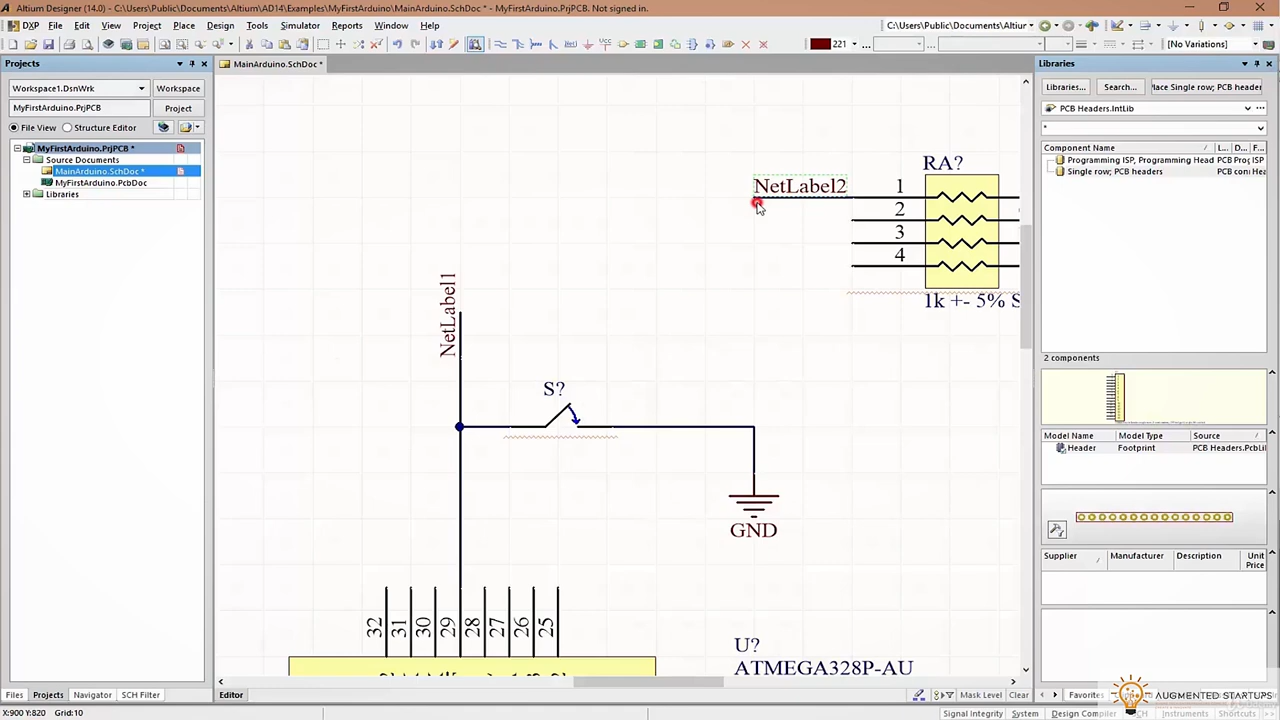 Altium Designer (14.0) - C:\Users\Public\Documents\Altium\AD14\Examples\MyFirstArduino\MainArduino.SchDoc * - MyFirstArduino.PrjPCB. Not signed in.
DXP File Edit View Project Place Design Tools Simulator Reports Window Help
C:\Users\Public\Documents\Altium
221
[No Variations]
Projects
MainArduino.SchDoc *
Libraries
Workspace1.DsnWrk
Workspace
MyFirstArduino.PrjPCB
Project
File View
Structure Editor
MyFirstArduino.PrjPCB *
Source Documents
MainArduino.SchDoc *
MyFirstArduino.PcbDoc
Libraries
Libraries...
Search...
Place Single row; PCB header
PCB Headers.IntLib
*
Component Name
L...
D...
F...
Programming ISP, Programming Head
Single row; PCB headers
2 components
Model Name
Model Type
Source
Header
Footprint
PCB Headers.PcbLi
Supplier
Manufacturer
Description
Unit Price
NetLabel2
RA?
1
2
3
4
1k +- 5% S
NetLabel1
S?
GND
32
31
30
29
28
27
26
25
U?
ATMEGA328P-AU
Files
Projects
Navigator
SCH Filter
Editor
Mask Level
Clear
Favorites
AUGMENTED STARTUPS
X:900 Y:820 Grid:10
Signal Integrity
System
Design Compiler
Instruments
Shortcuts